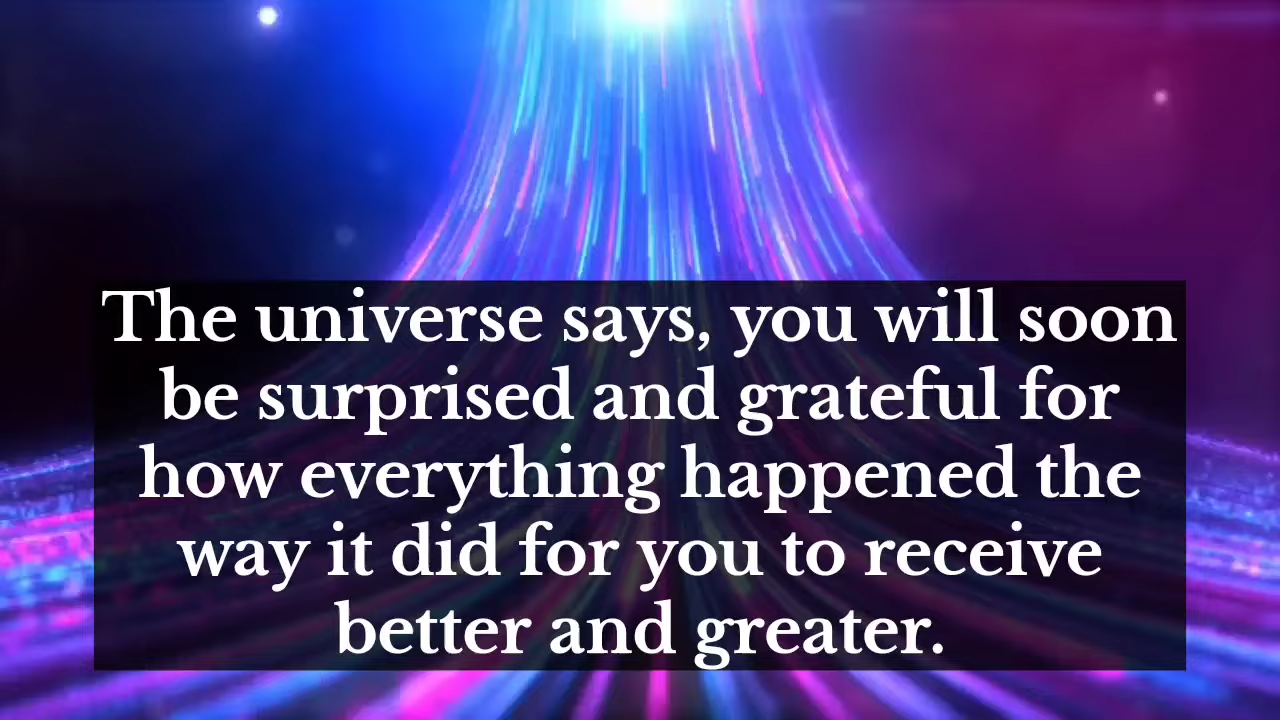 The universe says, you will soon
be surprised and grateful for
how everything happened the
way it did for you to receive
better and greater.